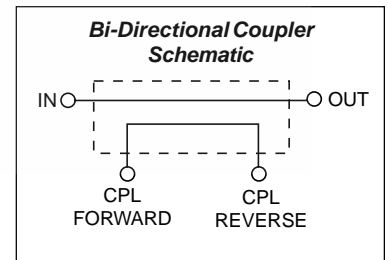 Bi-Directional Coupler
Schematic
IN OUT
CPL CPL
FORWARD REVERSE